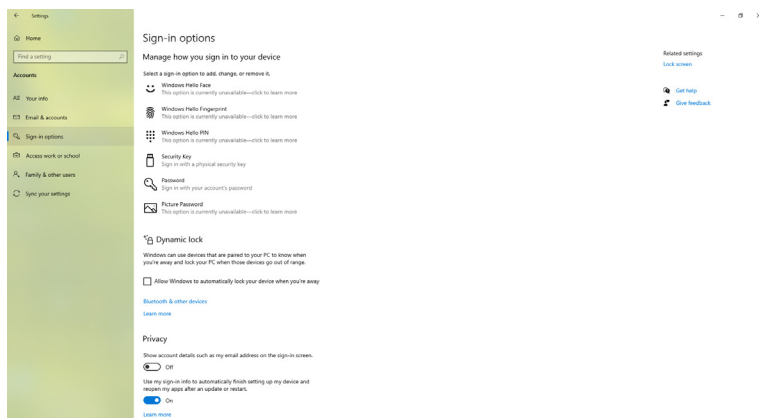 Settings
Home
Find a setting
Accounts
Your info
Email & accounts
Sign-in options
Access work or school
Family & other users
Sync your settings
Sign-in options
Manage how you sign in to your device
Select a sign-in option to add, change, or remove it.
Windows Hello Face
This option is currently unavailable—click to learn more
Windows Hello Fingerprint
This option is currently unavailable—click to learn more
Windows Hello PIN
This option is currently unavailable—click to learn more
Security Key
Sign in with a physical security key
Password
Sign in with your account's password
Picture Password
This option is currently unavailable—click to learn more
Dynamic lock
Windows can use devices that are paired to your PC to know when
you're away and lock your PC when those devices go out of range.
Allow Windows to automatically lock your device when you're away
Bluetooth & other devices
Learn more
Privacy
Show account details such as my email address on the sign-in screen.
Off
Use my sign-in info to automatically finish setting up my device and
reopen my apps after an update or restart.
On
Learn more
Related settings
Lock screen
Get help
Give feedback